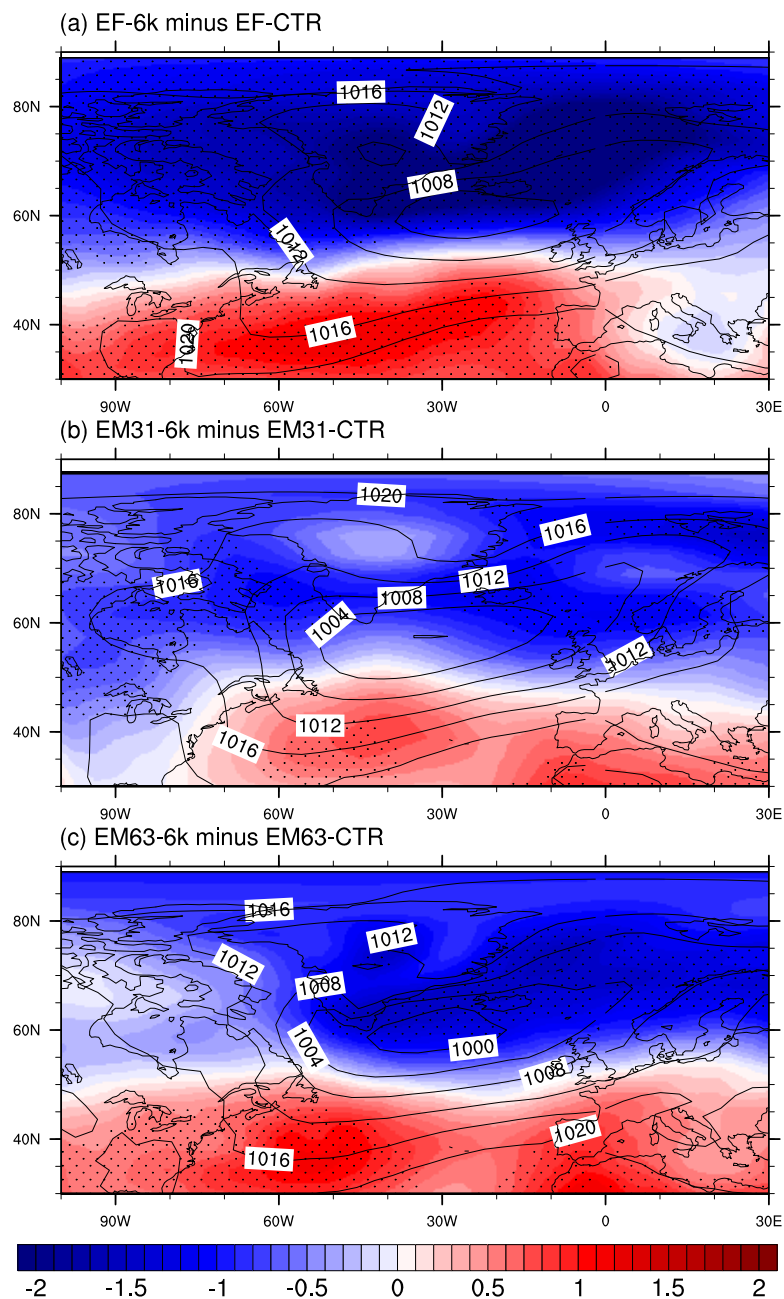 (a) EF-6k minus EF-CTR
80N
60N
40N
1016
1012
1008
1012
1016
1020
90W 60W 30W 0 30E
(b) EM31-6k minus EM31-CTR
80N
60N
40N
1020
1016
1016
1012
1008
1004
1012
1012
1016
90W 60W 30W 0 30E
(c) EM63-6k minus EM63-CTR
80N
60N
40N
1016
1012
1012
1008
1004
1000
1008
1020
1016
90W 60W 30W 0 30E
-2 -1.5 -1 -0.5 0 0.5 1 1.5 2